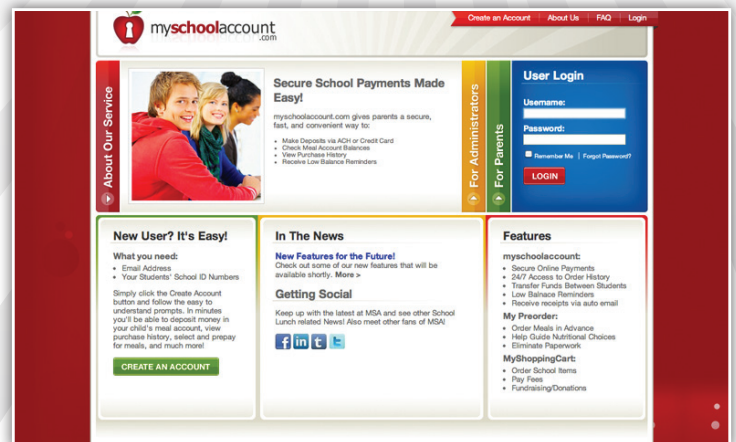 myschoolaccount
.com
Create an Account | About Us | FAQ | Login
About Our Service
Secure School Payments Made
Easy!
myschoolaccount.com gives parents a secure,
fast, and convenient way to:
• Make Deposits via ACH or Credit Card
• Check Meal Account Balances
• View Purchase History
• Receive Low Balance Reminders
For Administrators
For Parents
User Login
Username:
Password:
Remember Me | Forgot Password?
LOGIN
New User? It's Easy!
What you need:
• Email Address
• Your Students' School ID Numbers
Simply click the Create Account
button and follow the easy to
understand prompts. In minutes
you'll be able to deposit money in
your child's meal account, view
purchase history, select and prepay
for meals, and much more!
CREATE AN ACCOUNT
In The News
New Features for the Future!
Check out some of our new features that will be
available shortly. More >
Getting Social
Keep up with the latest at MSA and see other School
Lunch related News! Also meet other fans of MSA!
f in t t
Features
myschoolaccount:
• Secure Online Payments
• 24/7 Access to Order History
• Transfer Funds Between Students
• Low Balnace Reminders
• Receive receipts via auto email
My Preorder:
• Order Meals in Advance
• Help Guide Nutritional Choices
• Eliminate Paperwork
MyShoppingCart:
• Order School Items
• Pay Fees
• Fundraising/Donations